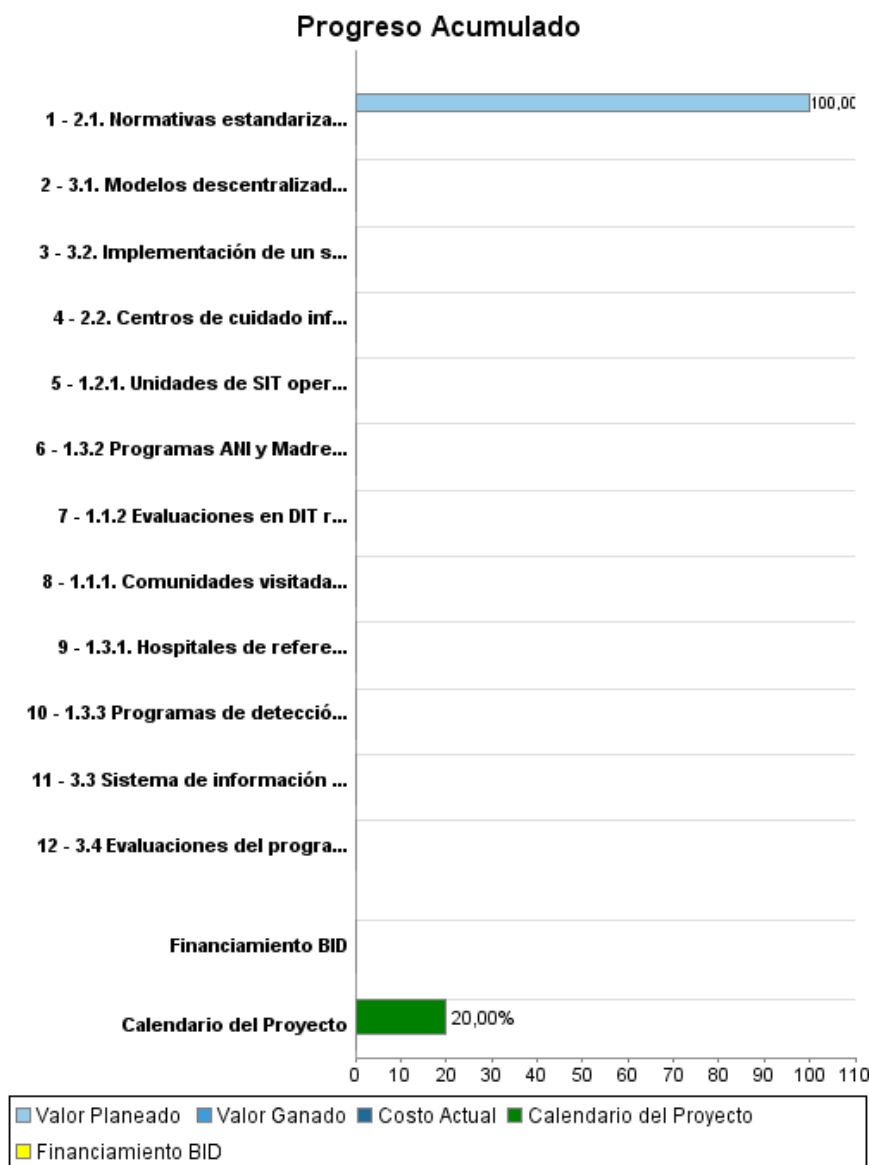 Progreso Acumulado
1 - 2.1. Normativas estandariza...
100,00
2 - 3.1. Modelos descentralizad...
3 - 3.2. Implementación de un s...
4 - 2.2. Centros de cuidado inf...
5 - 1.2.1. Unidades de SIT oper...
6 - 1.3.2 Programas ANI y Madre...
7 - 1.1.2 Evaluaciones en DIT r...
8 - 1.1.1. Comunidades visitada...
9 - 1.3.1. Hospitales de refere...
10 - 1.3.3 Programas de detecció...
11 - 3.3 Sistema de información ...
12 - 3.4 Evaluaciones del progra...
Financiamiento BID
Calendario del Proyecto
20,00%
0 10 20 30 40 50 60 70 80 90 100 110
Valor Planeado Valor Ganado Costo Actual Calendario del Proyecto
Financiamiento BID